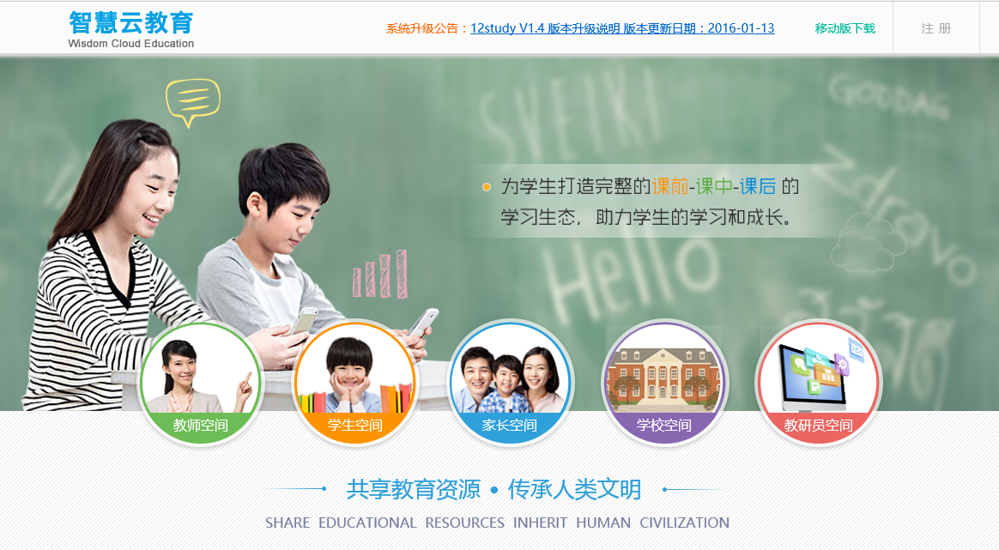 智慧云教育
Wisdom Cloud Education
系统升级公告：12study V1.4 版本升级说明 版本更新日期：2016-01-13
移动版下载
注 册
SVEIKI
GODDAG
为学生打造完整的课前-课中-课后 的
学习生态，助力学生的学习和成长。
Zdravo
Hello
教师空间
学生空间
家长空间
学校空间
教研员空间
共享教育资源 • 传承人类文明
SHARE EDUCATIONAL RESOURCES INHERIT HUMAN CIVILIZATION